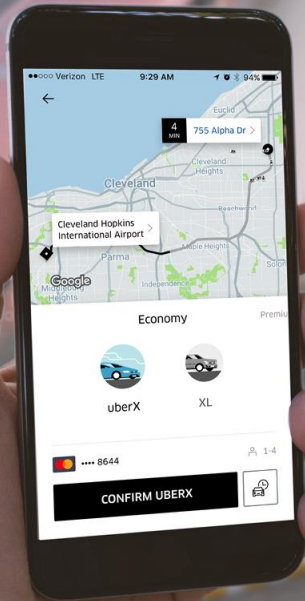 Verizon LTE 9:29 AM 94%
Euclid
4 MIN 755 Alpha Dr
Cleveland Heights
Cleveland
Beachwood
Cleveland Hopkins
International Airport
Maple Heights
Parma
Solon
Google
Independence
Heights
Economy Premiu
uberX XL
•••• 8644 1-4
CONFIRM UBERX